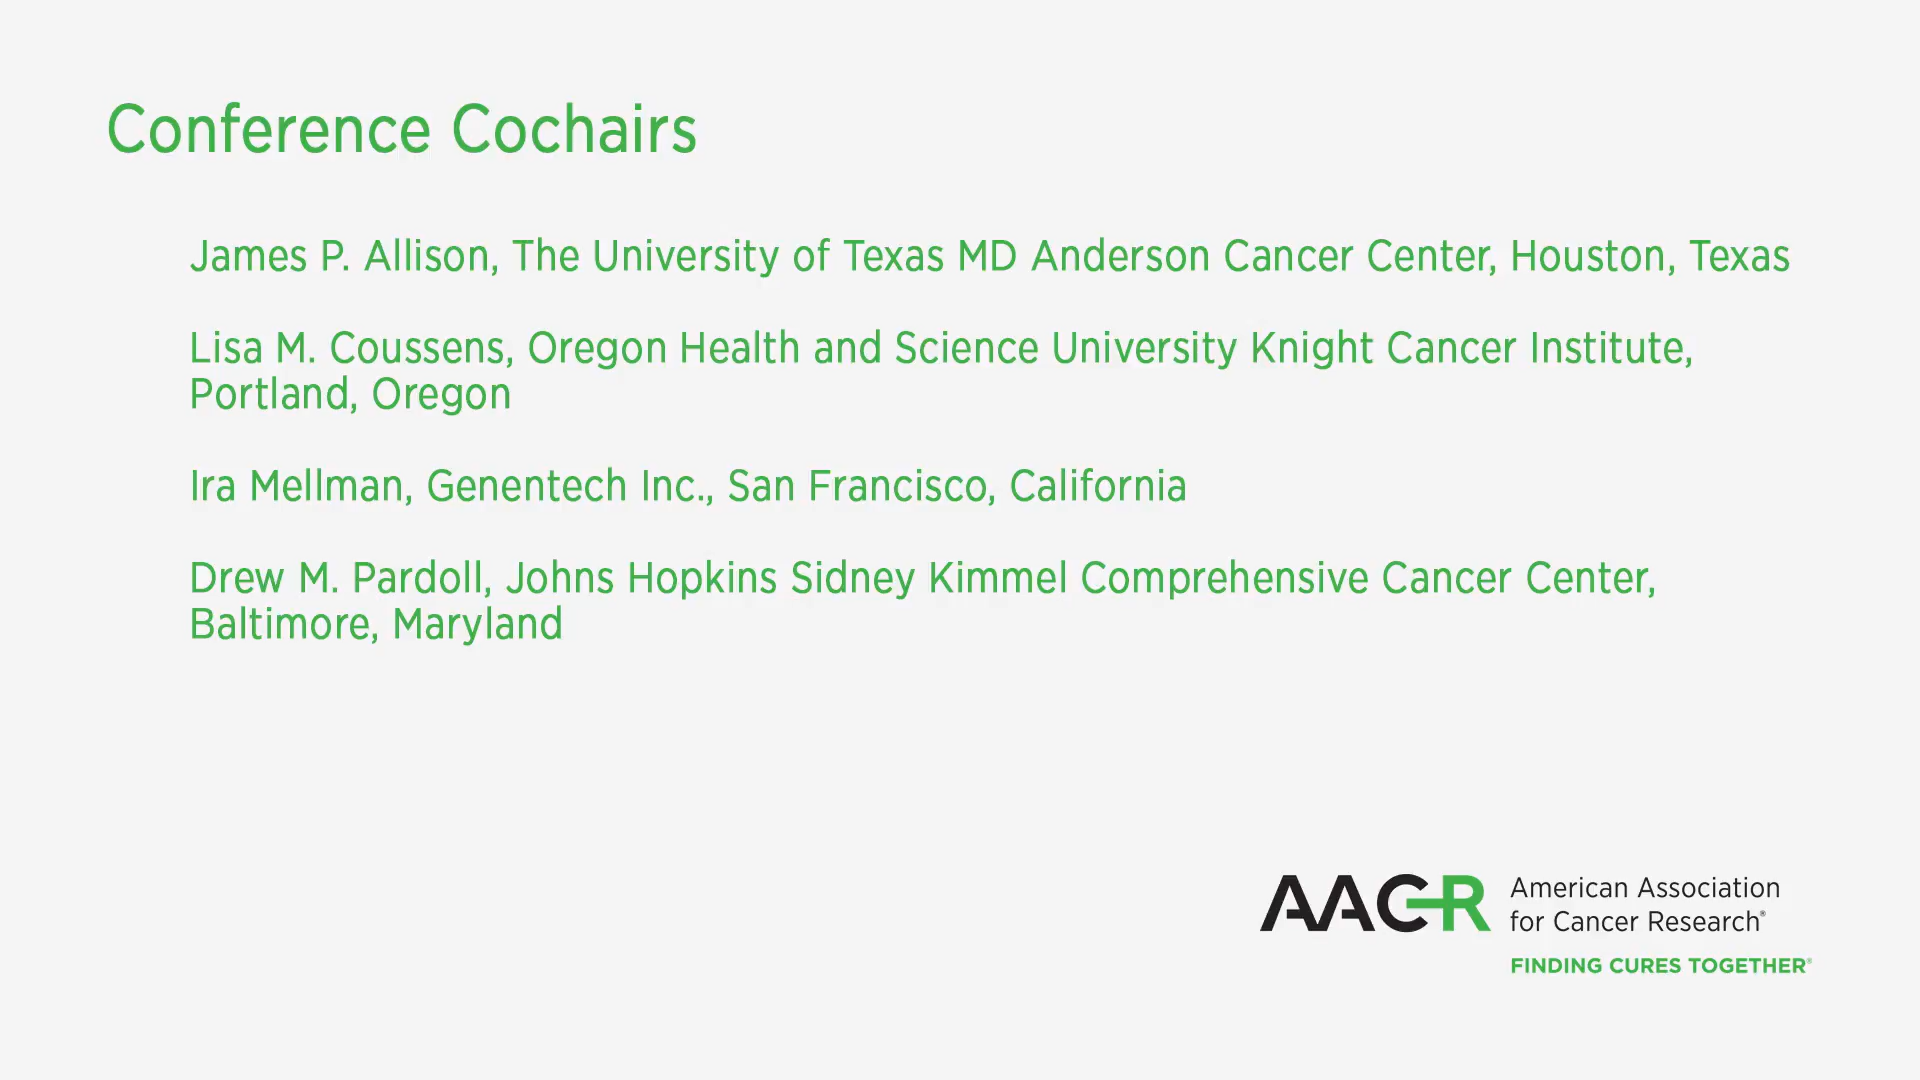 Conference Cochairs
James P. Allison, The University of Texas MD Anderson Cancer Center, Houston, Texas
Lisa M. Coussens, Oregon Health and Science University Knight Cancer Institute,
Portland, Oregon
Ira Mellman, Genentech Inc., San Francisco, California
Drew M. Pardoll, Johns Hopkins Sidney Kimmel Comprehensive Cancer Center,
Baltimore, Maryland
AACR American Association
for Cancer Research®
FINDING CURES TOGETHER®